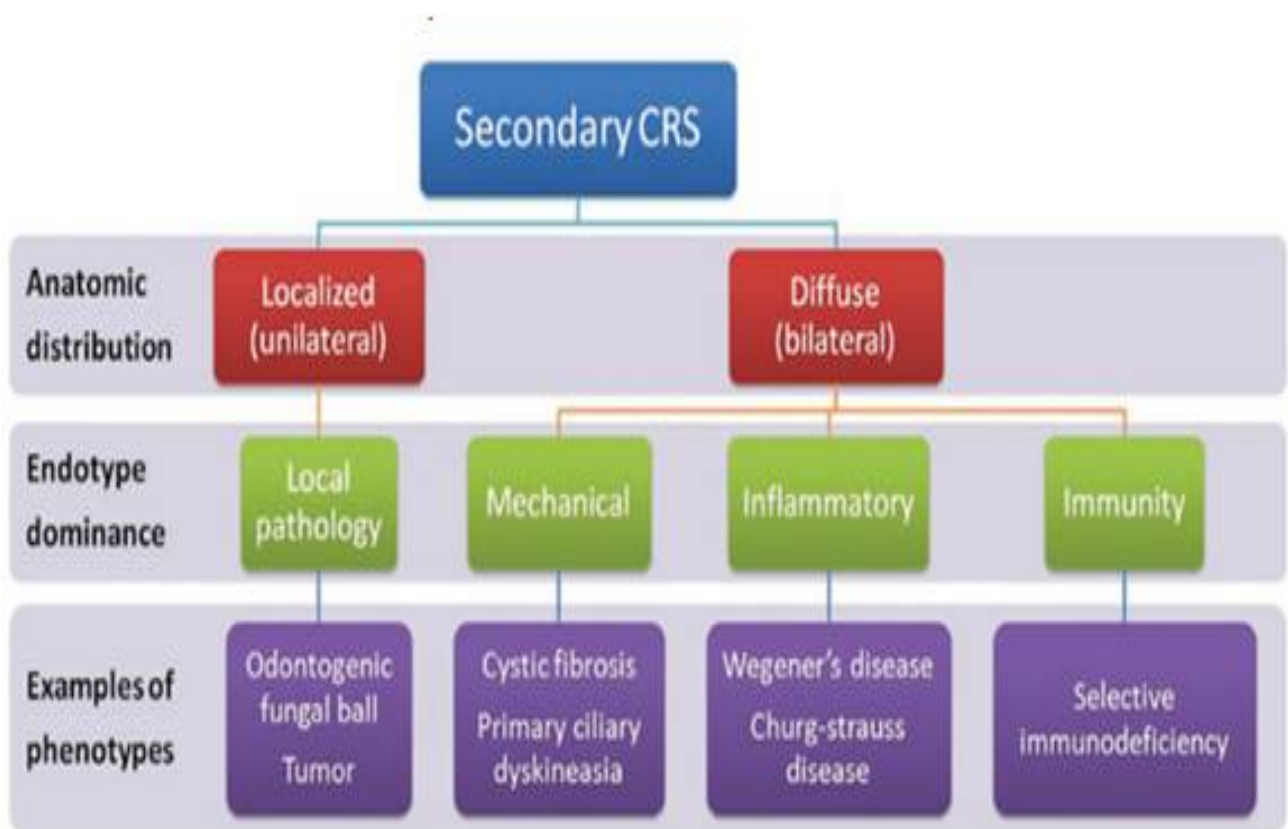 Secondary CRS
Anatomic
distribution
Localized
(unilateral)
Diffuse
(bilateral)
Endotype
dominance
Local
pathology
Mechanical
Inflammatory
Immunity
Examples of
phenotypes
Odontogenic
fungal ball
Tumor
Cystic fibrosis
Primary ciliary
dyskineasia
Wegener's disease
Churg-strauss
disease
Selective
immunodeficiency